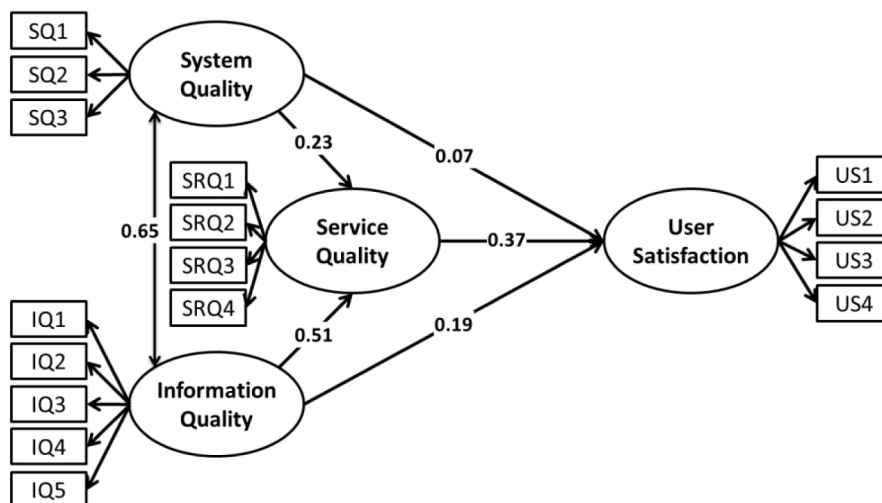 SQ1
SQ2
SQ3
System
Quality
0.23
0.07
0.65
SRQ1
SRQ2
SRQ3
SRQ4
Service
Quality
0.37
User
Satisfaction
US1
US2
US3
US4
0.51
0.19
IQ1
IQ2
IQ3
IQ4
IQ5
Information
Quality